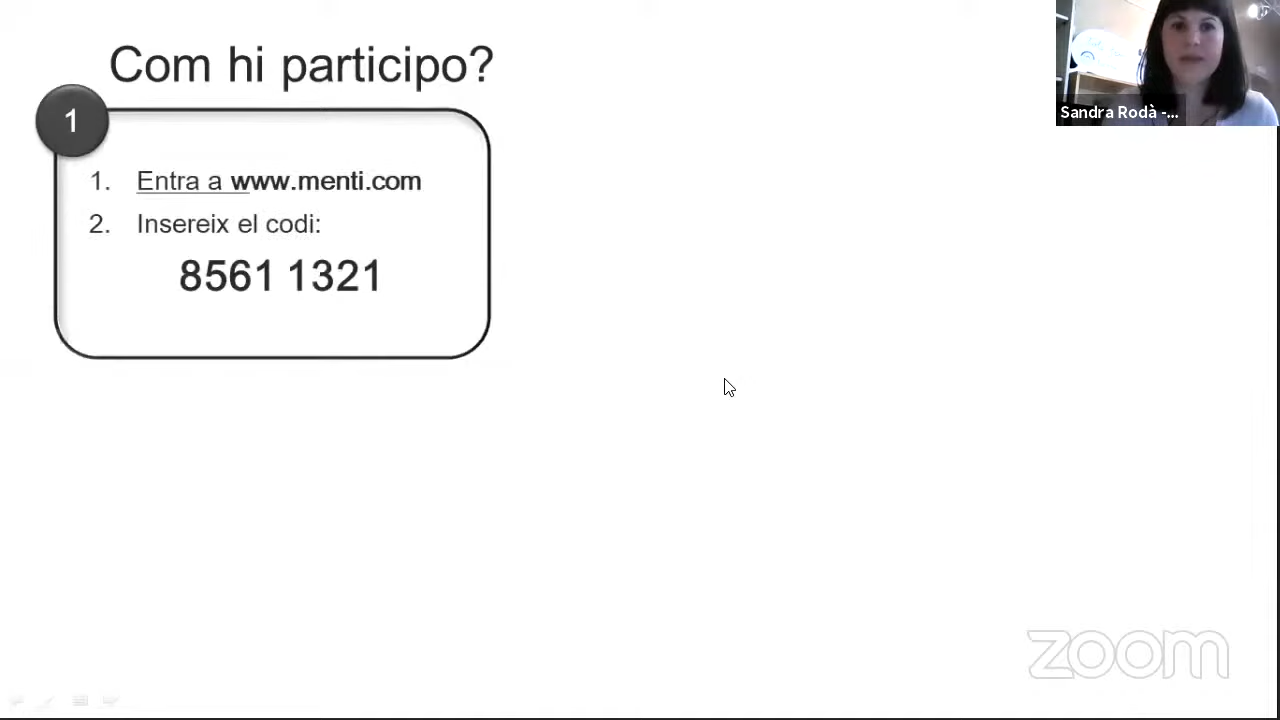 Com hi participo?
1
1. Entra a www.menti.com
2. Insereix el codi:
8561 1321
Sandra Rodà -...
zoom